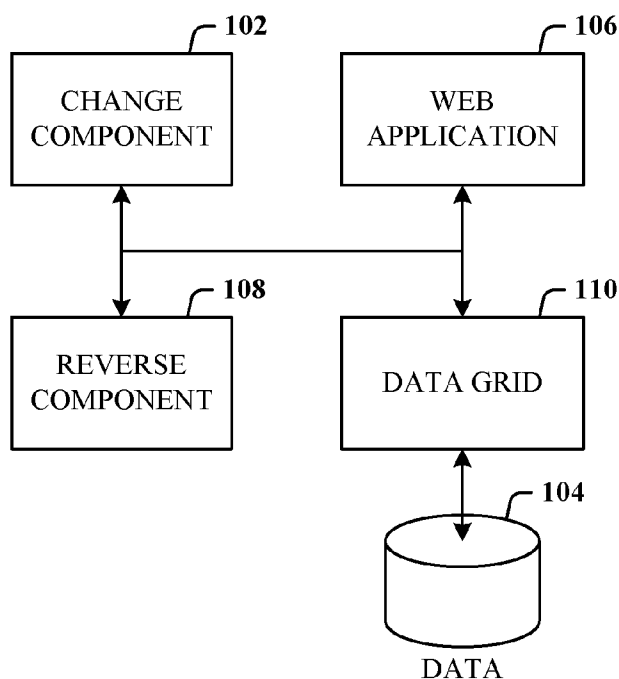 102
CHANGE
COMPONENT
106
WEB
APPLICATION
108
REVERSE
COMPONENT
110
DATA GRID
104
DATA